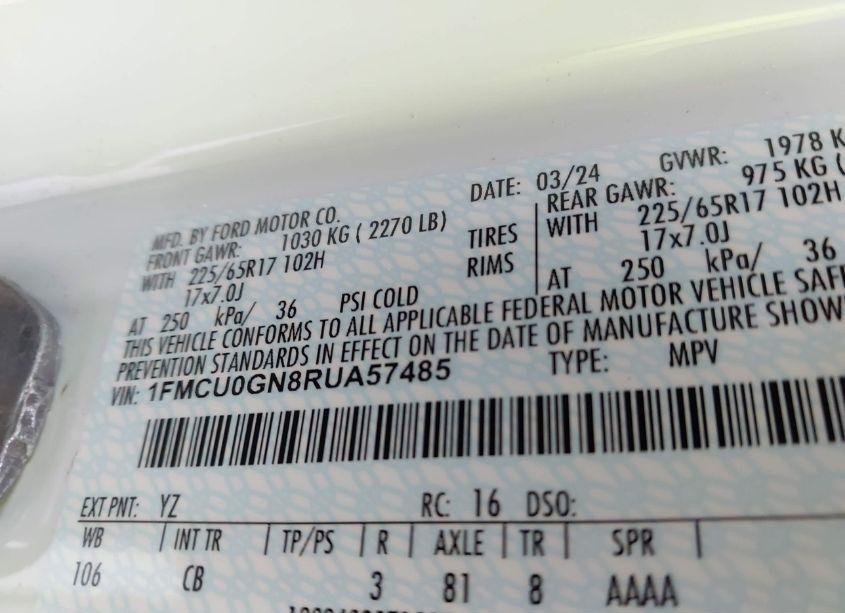 MFD. BY FORD MOTOR CO. DATE: 03/24 GVWR: 1978 K
FRONT GAWR: 1030 KG ( 2270 LB) REAR GAWR: 975 KG (
WITH 225/65R17 102H TIRES WITH 225/65R17 102H
17x7.0J RIMS 17x7.0J
AT 250 kPa/ 36 PSI COLD AT 250 kPa/ 36
THIS VEHICLE CONFORMS TO ALL APPLICABLE FEDERAL MOTOR VEHICLE SAFE
PREVENTION STANDARDS IN EFFECT ON THE DATE OF MANUFACTURE SHOW
VIN: 1FMCU0GN8RUA57485 TYPE: MPV
EXT PNT: YZ RC: 16 DSO:
WB INT TR TP/PS R AXLE TR SPR
106 CB 3 81 8 AAAA